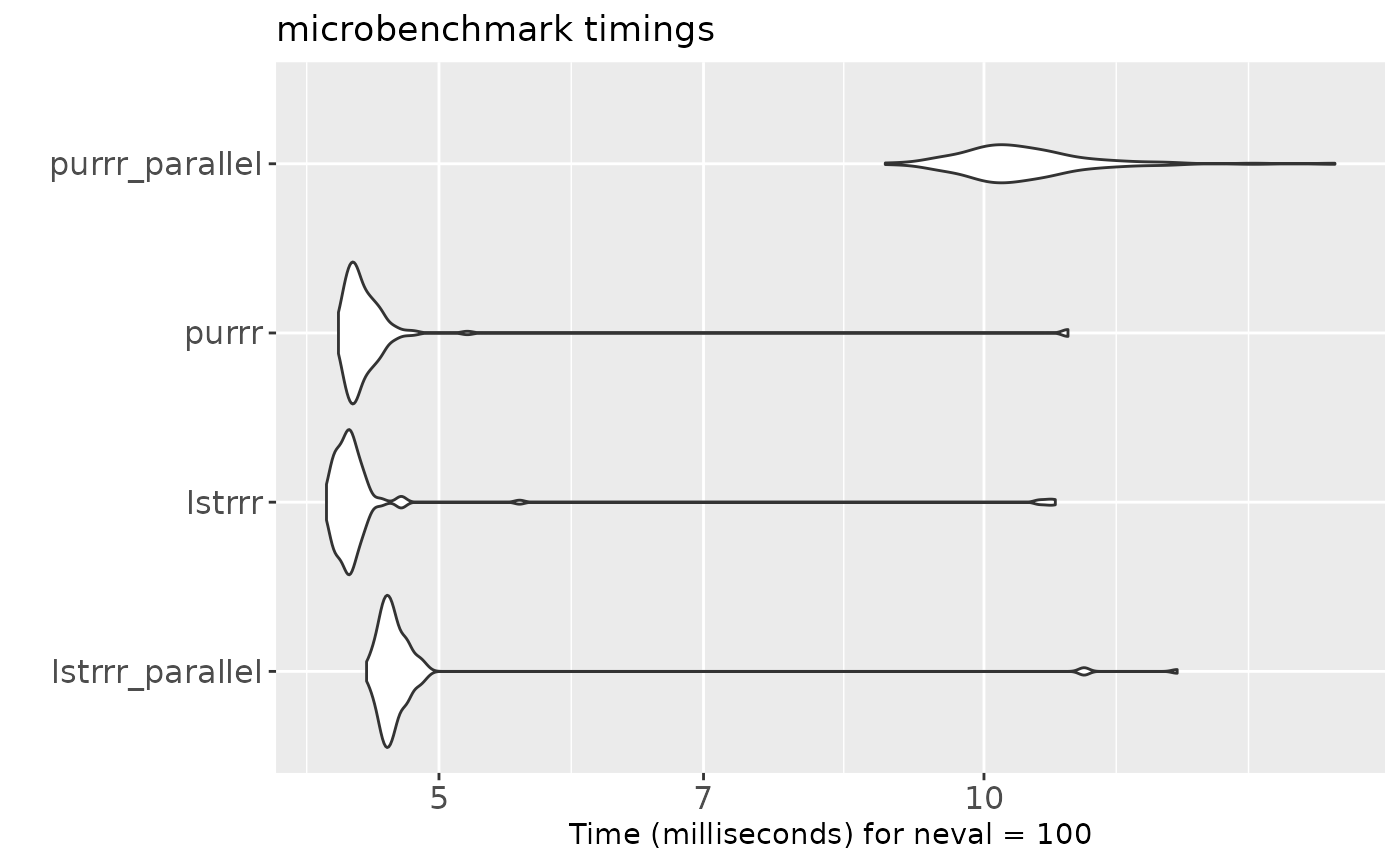 microbenchmark timings
purrr_parallel
purrr
lstrrr
lstrrr_parallel
5 7 10
Time (milliseconds) for neval = 100